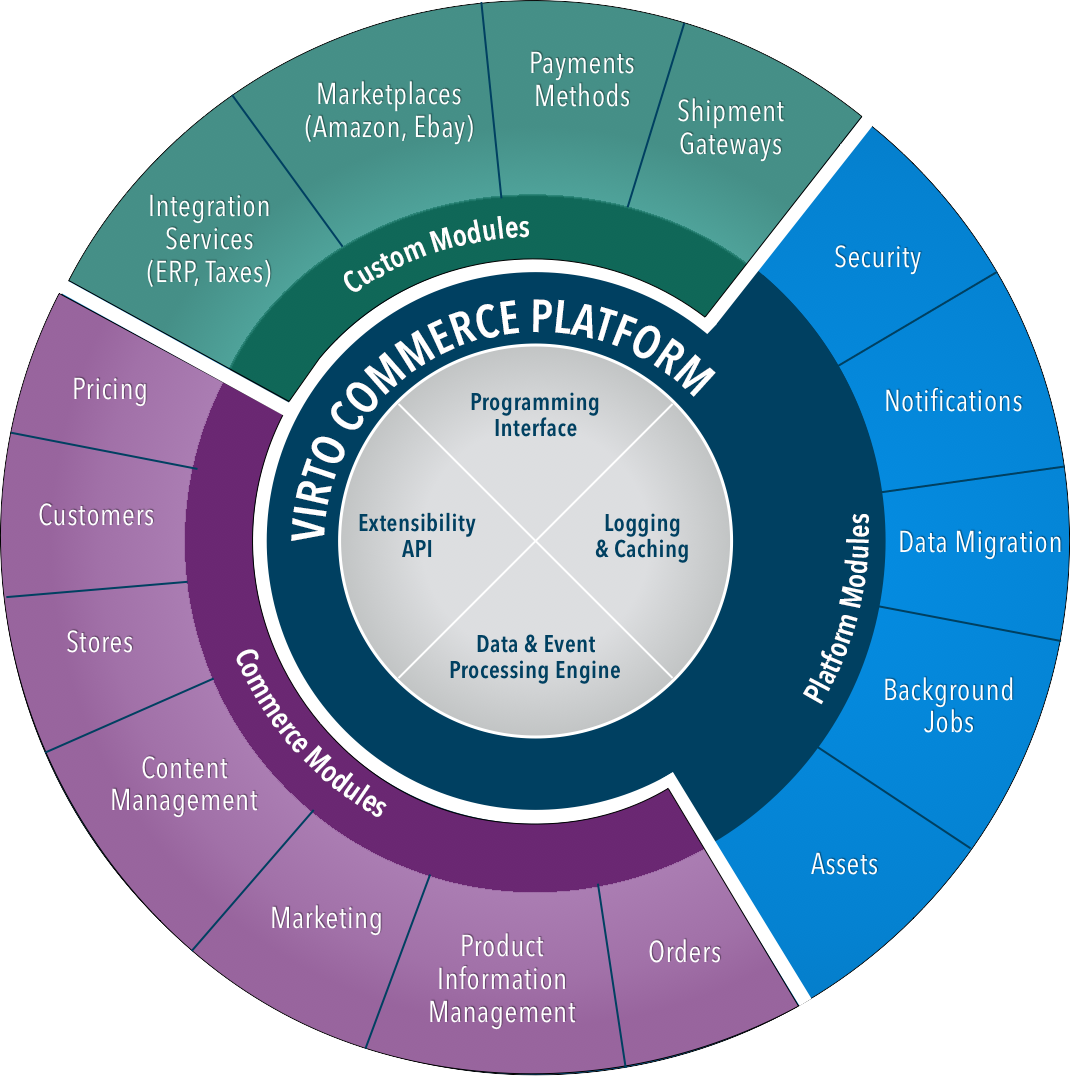 Payments
Methods
Marketplaces
(Amazon, Ebay)
Shipment
Gateways
Integration
Services
(ERP, Taxes)
Custom Modules
Security
VIRTO COMMERCE PLATFORM
Pricing
Notifications
Programming
Interface
Customers
Extensibility
API
Logging
& Caching
Data Migration
Platform Modules
Stores
Data & Event
Processing Engine
Background
Jobs
Commerce Modules
Content
Management
Assets
Marketing
Product
Information
Management
Orders